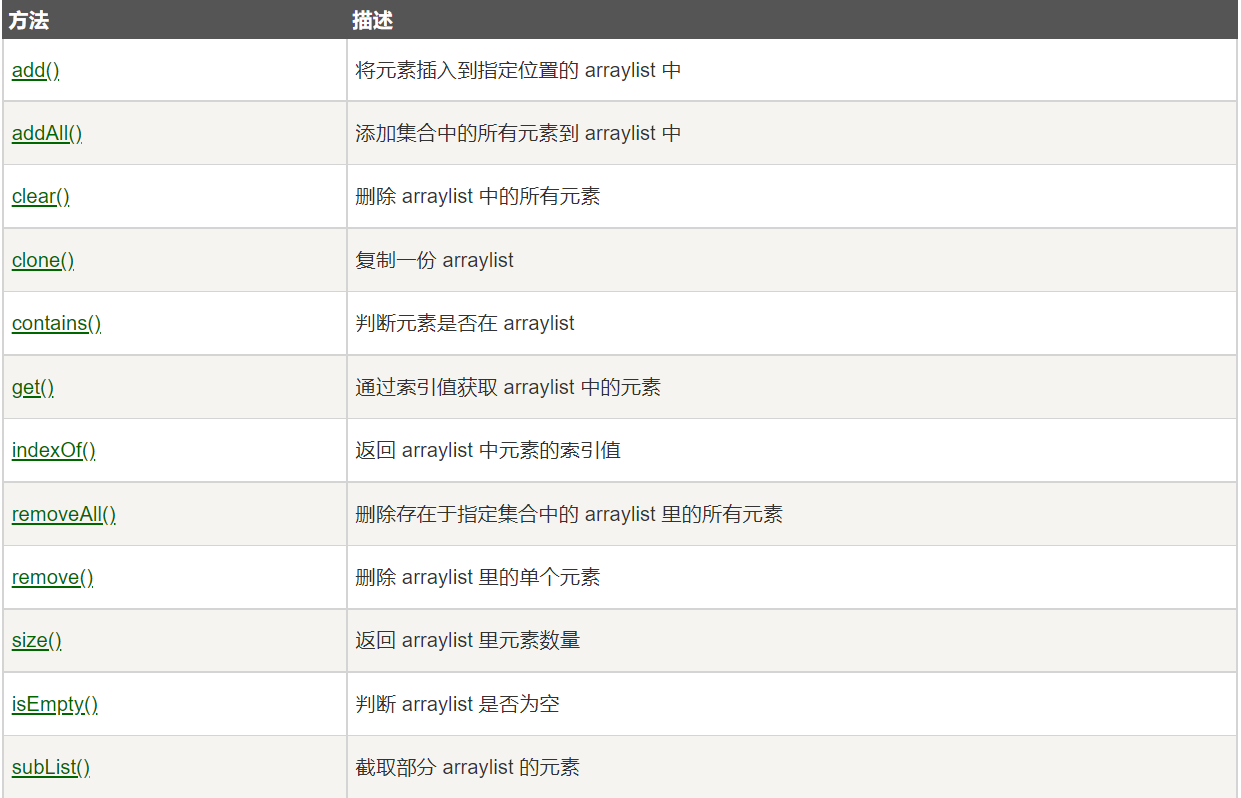 方法 描述
add() 将元素插入到指定位置的 arraylist 中
addAll() 添加集合中的所有元素到 arraylist 中
clear() 删除 arraylist 中的所有元素
clone() 复制一份 arraylist
contains() 判断元素是否在 arraylist
get() 通过索引值获取 arraylist 中的元素
indexOf() 返回 arraylist 中元素的索引值
removeAll() 删除存在于指定集合中的 arraylist 里的所有元素
remove() 删除 arraylist 里的单个元素
size() 返回 arraylist 里元素数量
isEmpty() 判断 arraylist 是否为空
subList() 截取部分 arraylist 的元素